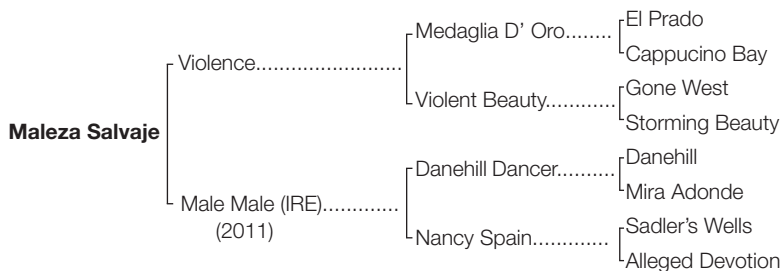 El Prado
Medaglia D’ Oro........
Cappucino Bay
Violence........................
Gone West
Violent Beauty............
Storming Beauty
Maleza Salvaje
Danehill
Danehill Dancer..........
Mira Adonde
Male Male (IRE).............
(2011)
Sadler’s Wells
Nancy Spain.............
Alleged Devotion